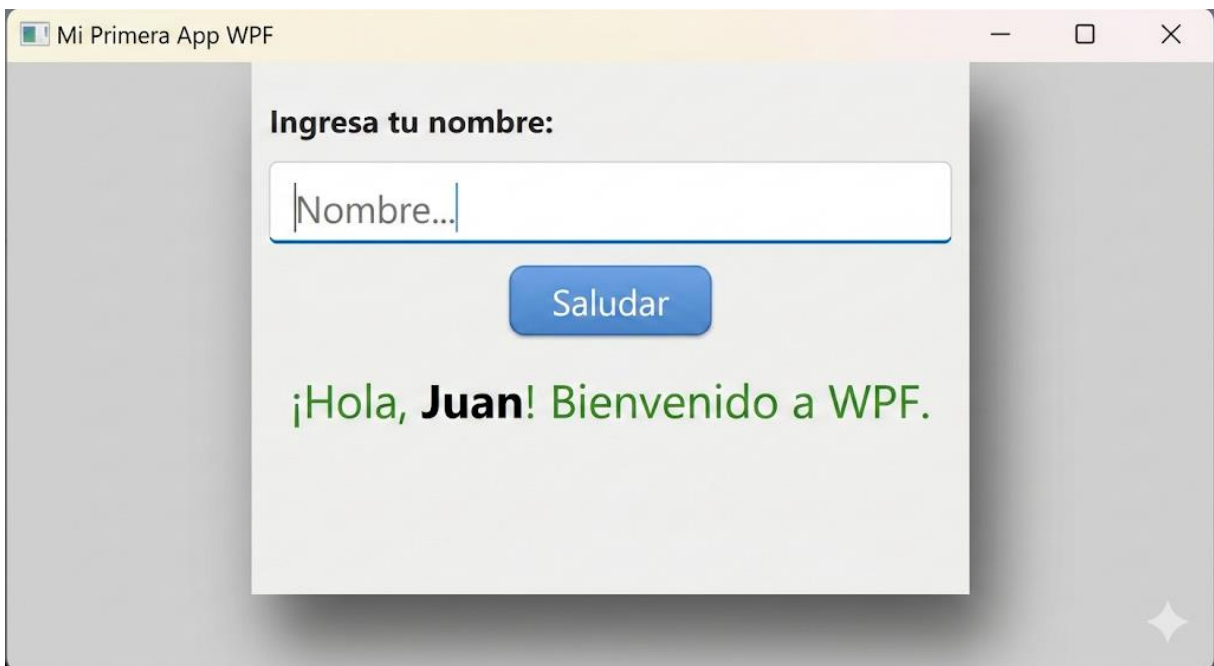 Mi Primera App WPF
Ingresa tu nombre:
Nombre...
Saludar
¡Hola, Juan! Bienvenido a WPF.